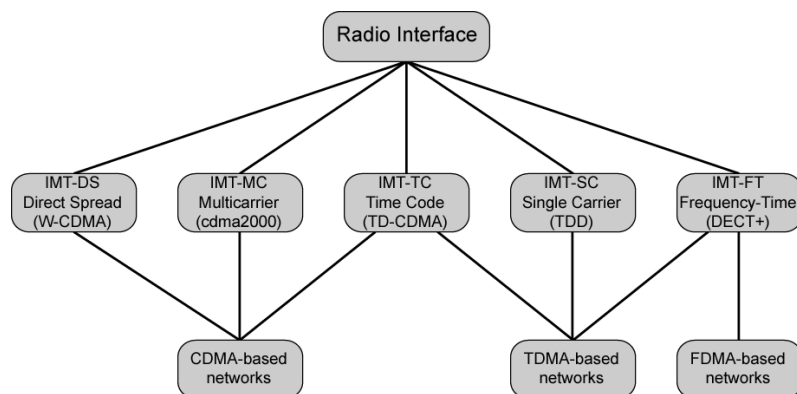 Radio Interface
IMT-DS
Direct Spread
(W-CDMA)
IMT-MC
Multicarrier
(cdma2000)
IMT-TC
Time Code
(TD-CDMA)
IMT-SC
Single Carrier
(TDD)
IMT-FT
Frequency-Time
(DECT+)
CDMA-based
networks
TDMA-based
networks
FDMA-based
networks